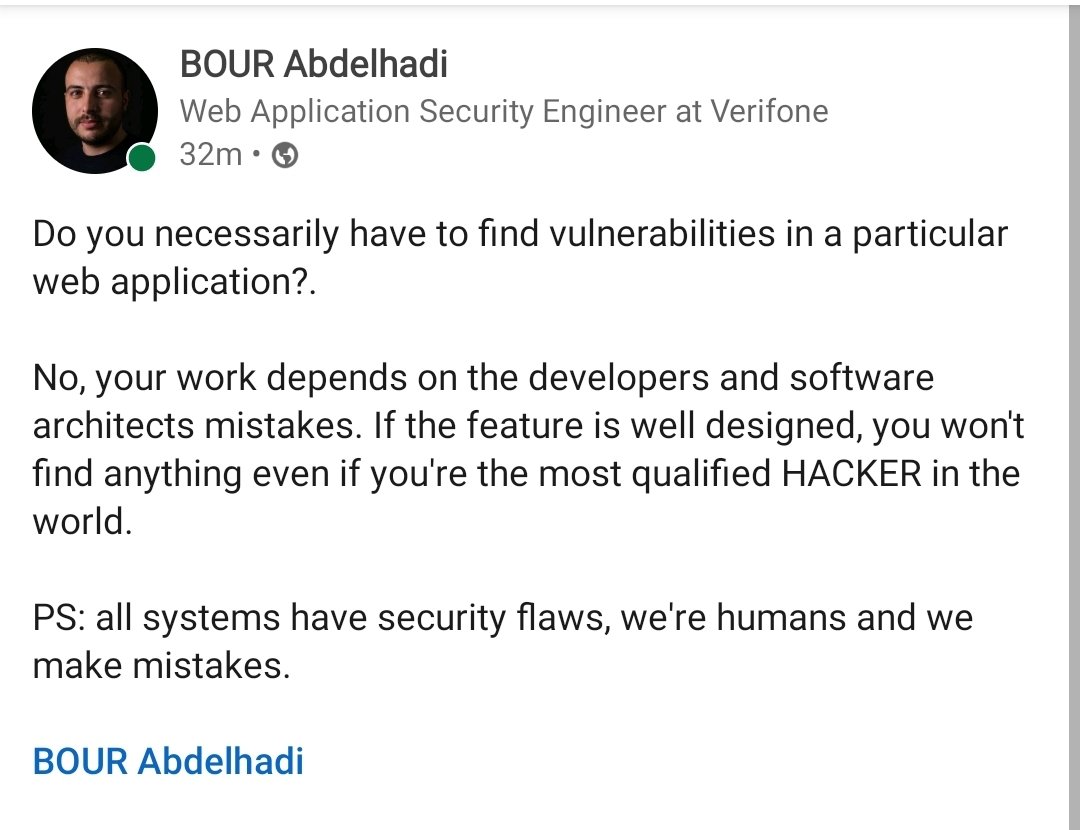 BOUR Abdelhadi
Web Application Security Engineer at Verifone
32m •
Do you necessarily have to find vulnerabilities in a particular
web application?.
No, your work depends on the developers and software
architects mistakes. If the feature is well designed, you won't
find anything even if you're the most qualified HACKER in the
world.
PS: all systems have security flaws, we're humans and we
make mistakes.
BOUR Abdelhadi